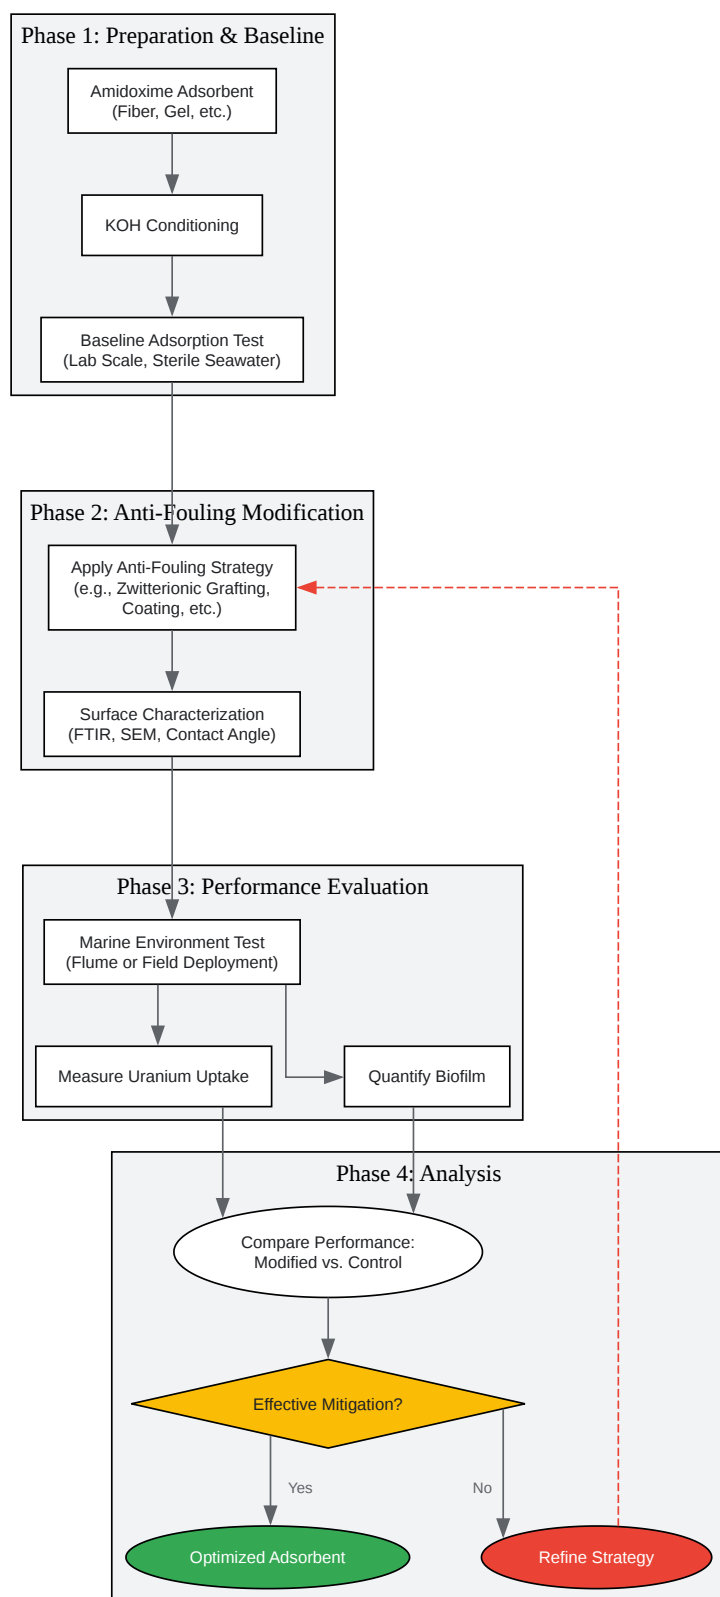 Phase 1: Preparation & Baseline
Amidoxime Adsorbent
(Fiber, Gel, etc.)
KOH Conditioning
Baseline Adsorption Test
(Lab Scale, Sterile Seawater)
Phase 2: Anti-Fouling Modification
Apply Anti-Fouling Strategy
(e.g., Zwitterionic Grafting,
Coating, etc.)
Surface Characterization
(FTIR, SEM, Contact Angle)
Phase 3: Performance Evaluation
Marine Environment Test
(Flume or Field Deployment)
Measure Uranium Uptake
Quantify Biofilm
Phase 4: Analysis
Compare Performance:
Modified vs. Control
Effective Mitigation?
Yes
No
Optimized Adsorbent
Refine Strategy